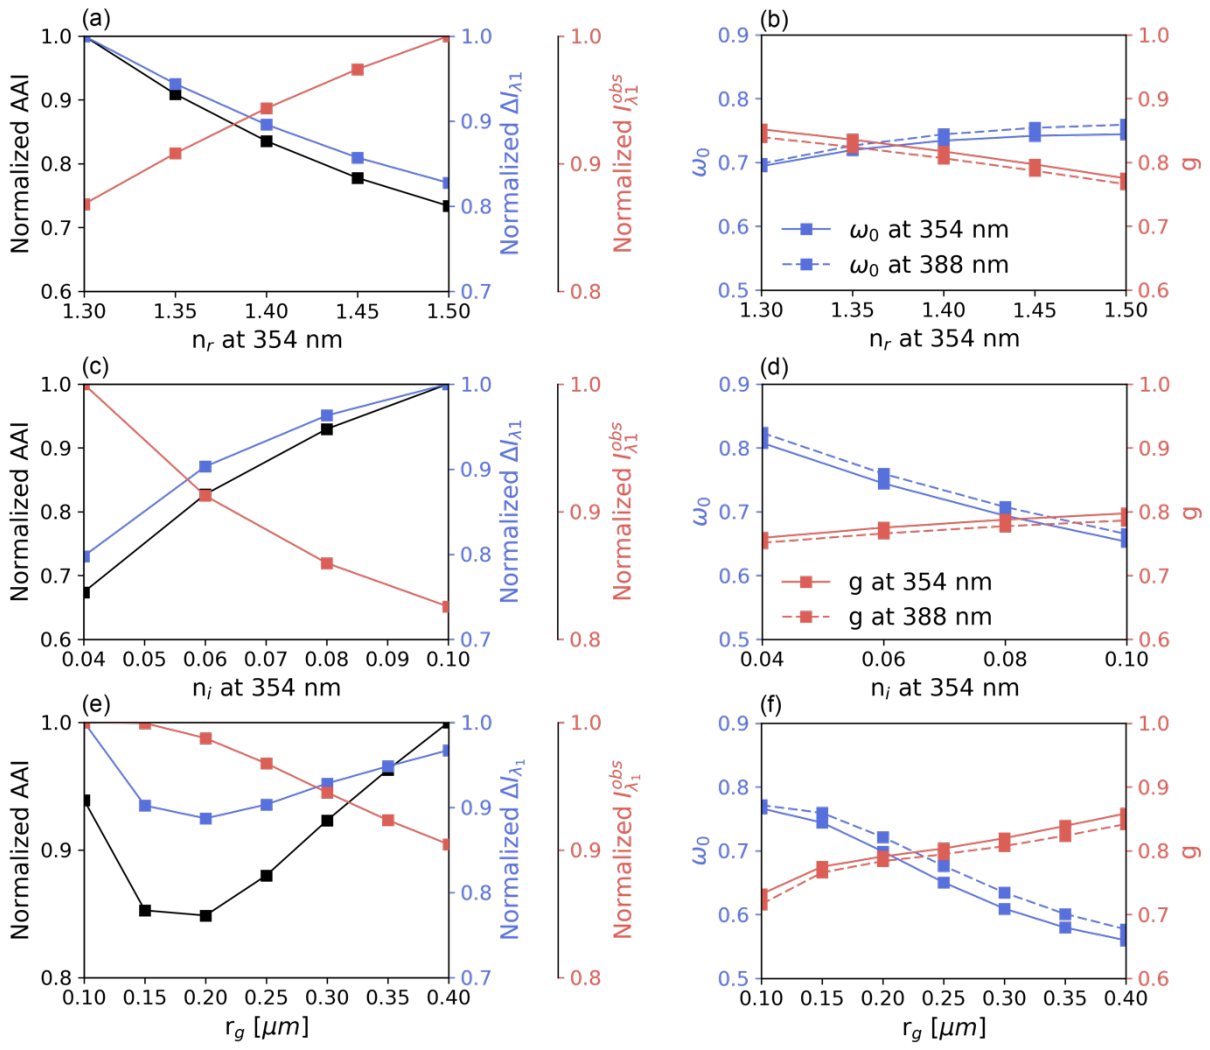 (a)
(b)
1.0
0.9
0.8
0.7
0.6
Normalized AAI
1.0
0.9
0.8
0.7
Normalized ΔI_{λ1}
1.0
0.9
0.8
Normalized I^{obs}_{λ1}
1.30 1.35 1.40 1.45 1.50
n_r at 354 nm
0.9
0.8
0.7
0.6
0.5
ω_0
ω_0 at 354 nm
ω_0 at 388 nm
1.0
0.9
0.8
0.7
0.6
g
1.30 1.35 1.40 1.45 1.50
n_r at 354 nm
(c)
(d)
1.0
0.9
0.8
0.7
0.6
Normalized AAI
1.0
0.9
0.8
0.7
Normalized ΔI_{λ1}
1.0
0.9
0.8
Normalized I^{obs}_{λ1}
0.04 0.05 0.06 0.07 0.08 0.09 0.10
n_i at 354 nm
0.9
0.8
0.7
0.6
0.5
ω_0
g at 354 nm
g at 388 nm
1.0
0.9
0.8
0.7
0.6
g
0.04 0.06 0.08 0.10
n_i at 354 nm
(e)
(f)
1.0
0.9
0.8
Normalized AAI
1.0
0.9
0.8
0.7
Normalized ΔI_{λ_1}
1.0
0.9
0.8
Normalized I^{obs}_{λ_1}
0.10 0.15 0.20 0.25 0.30 0.35 0.40
r_g [μm]
0.9
0.8
0.7
0.6
0.5
ω_0
1.0
0.9
0.8
0.7
0.6
g
0.10 0.15 0.20 0.25 0.30 0.35 0.40
r_g [μm]